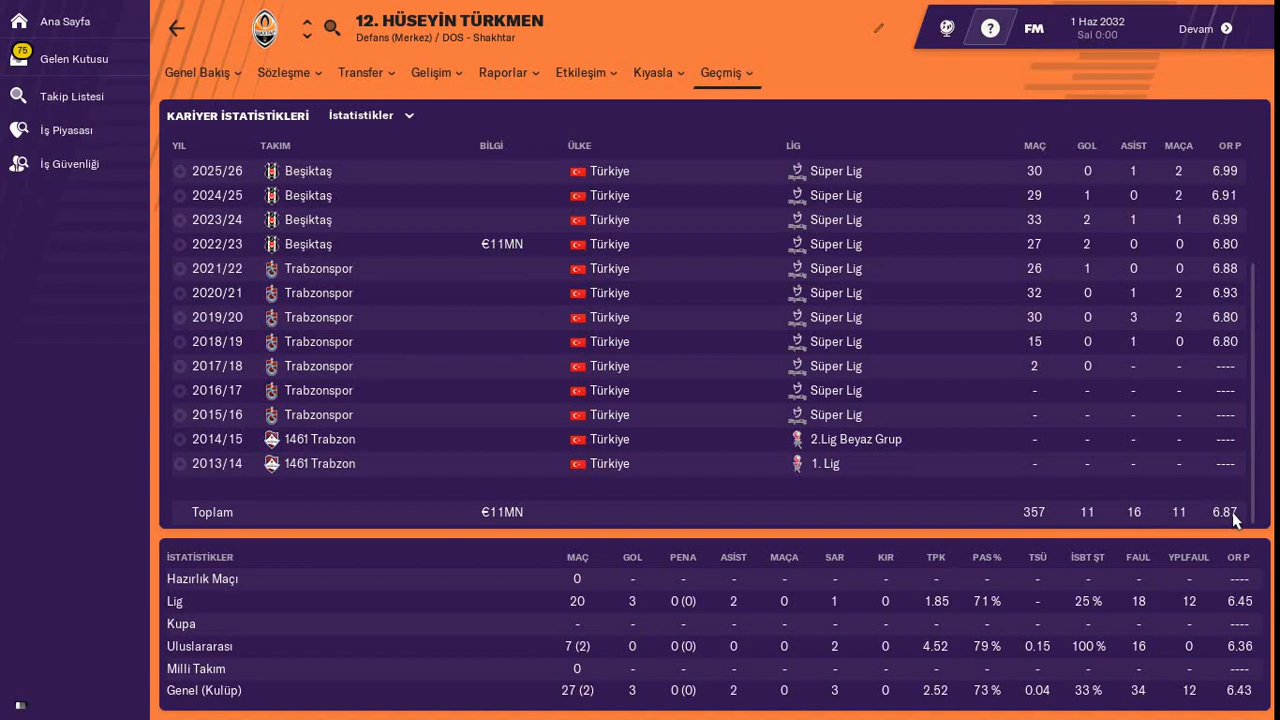 Ana Sayfa
75
Gelen Kutusu
Takip Listesi
İş Piyasası
İş Güvenliği
12. HÜSEYİN TÜRKMEN
Defans (Merkez) / DOS - Shakhtar
? FM 1 Haz 2032
Sal 0:00
Devam
Genel Bakış Sözleşme Transfer Gelişim Raporlar Etkileşim Kıyasla Geçmiş
KARİYER İSTATİSTİKLERİ İstatistikler
YIL TAKIM BİLGİ ÜLKE LİG MAÇ GOL ASİST MAÇA OR P
2025/26 Beşiktaş Türkiye Süper Lig 30 0 1 2 6.99
2024/25 Beşiktaş Türkiye Süper Lig 29 1 0 2 6.91
2023/24 Beşiktaş Türkiye Süper Lig 33 2 1 1 6.99
2022/23 Beşiktaş €11MN Türkiye Süper Lig 27 2 0 0 6.80
2021/22 Trabzonspor Türkiye Süper Lig 26 1 0 0 6.88
2020/21 Trabzonspor Türkiye Süper Lig 32 0 1 2 6.93
2019/20 Trabzonspor Türkiye Süper Lig 30 0 3 2 6.80
2018/19 Trabzonspor Türkiye Süper Lig 15 0 1 0 6.80
2017/18 Trabzonspor Türkiye Süper Lig 2 0 - - ----
2016/17 Trabzonspor Türkiye Süper Lig - - - - ----
2015/16 Trabzonspor Türkiye Süper Lig - - - - ----
2014/15 1461 Trabzon Türkiye 2.Lig Beyaz Grup - - - - ----
2013/14 1461 Trabzon Türkiye 1. Lig - - - - ----
Toplam €11MN 357 11 16 11 6.87
İSTATİSTİKLER MAÇ GOL PENA ASİST MAÇA SAR KIR TPK PAS % TSÜ İSBT ŞT FAUL YPLFAUL OR P
Hazırlık Maçı 0 - - - - - - - - - - - - ----
Lig 20 3 0 (0) 2 0 1 0 1.85 71 % - 25 % 18 12 6.45
Kupa - - - - - - - - - - - - - ----
Uluslararası 7 (2) 0 0 (0) 0 0 2 0 4.52 79 % 0.15 100 % 16 0 6.36
Milli Takım 0 - - - - - - - - - - - - ----
Genel (Kulüp) 27 (2) 3 0 (0) 2 0 3 0 2.52 73 % 0.04 33 % 34 12 6.43